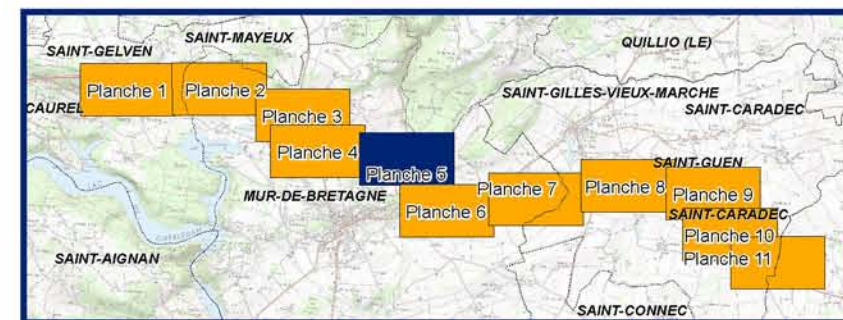 SAINT-MAYEUX
QUILLIO (LE)
SAINT-GELVEN
Planche 1
Planche 2
SAINT-GILLES-VIEUX-MARCHE
CAUREL
SAINT-CARADEC
Planche 3
Planche 4
Planche 5
SAINT-GUEN
Planche 7
Planche 8
Planche 9
MUR-DE-BRETAGNE
Planche 6
SAINT-CARADEC
Planche 10
SAINT-AIGNAN
Planche 11
SAINT-CONNEC